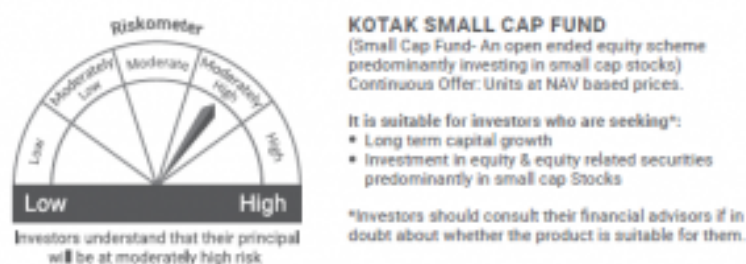 Riskometer
Low
Moderately
Low
Moderate
Moderately
High
High
Low
High
Investors understand that their principal
will be at moderately high risk
KOTAK SMALL CAP FUND
(Small Cap Fund- An open ended equity scheme
predominantly investing in small cap stocks)
Continuous Offer: Units at NAV based prices.
It is suitable for investors who are seeking*:
• Long term capital growth
• Investment in equity & equity related securities
predominantly in small cap Stocks
*Investors should consult their financial advisors if in
doubt about whether the product is suitable for them.